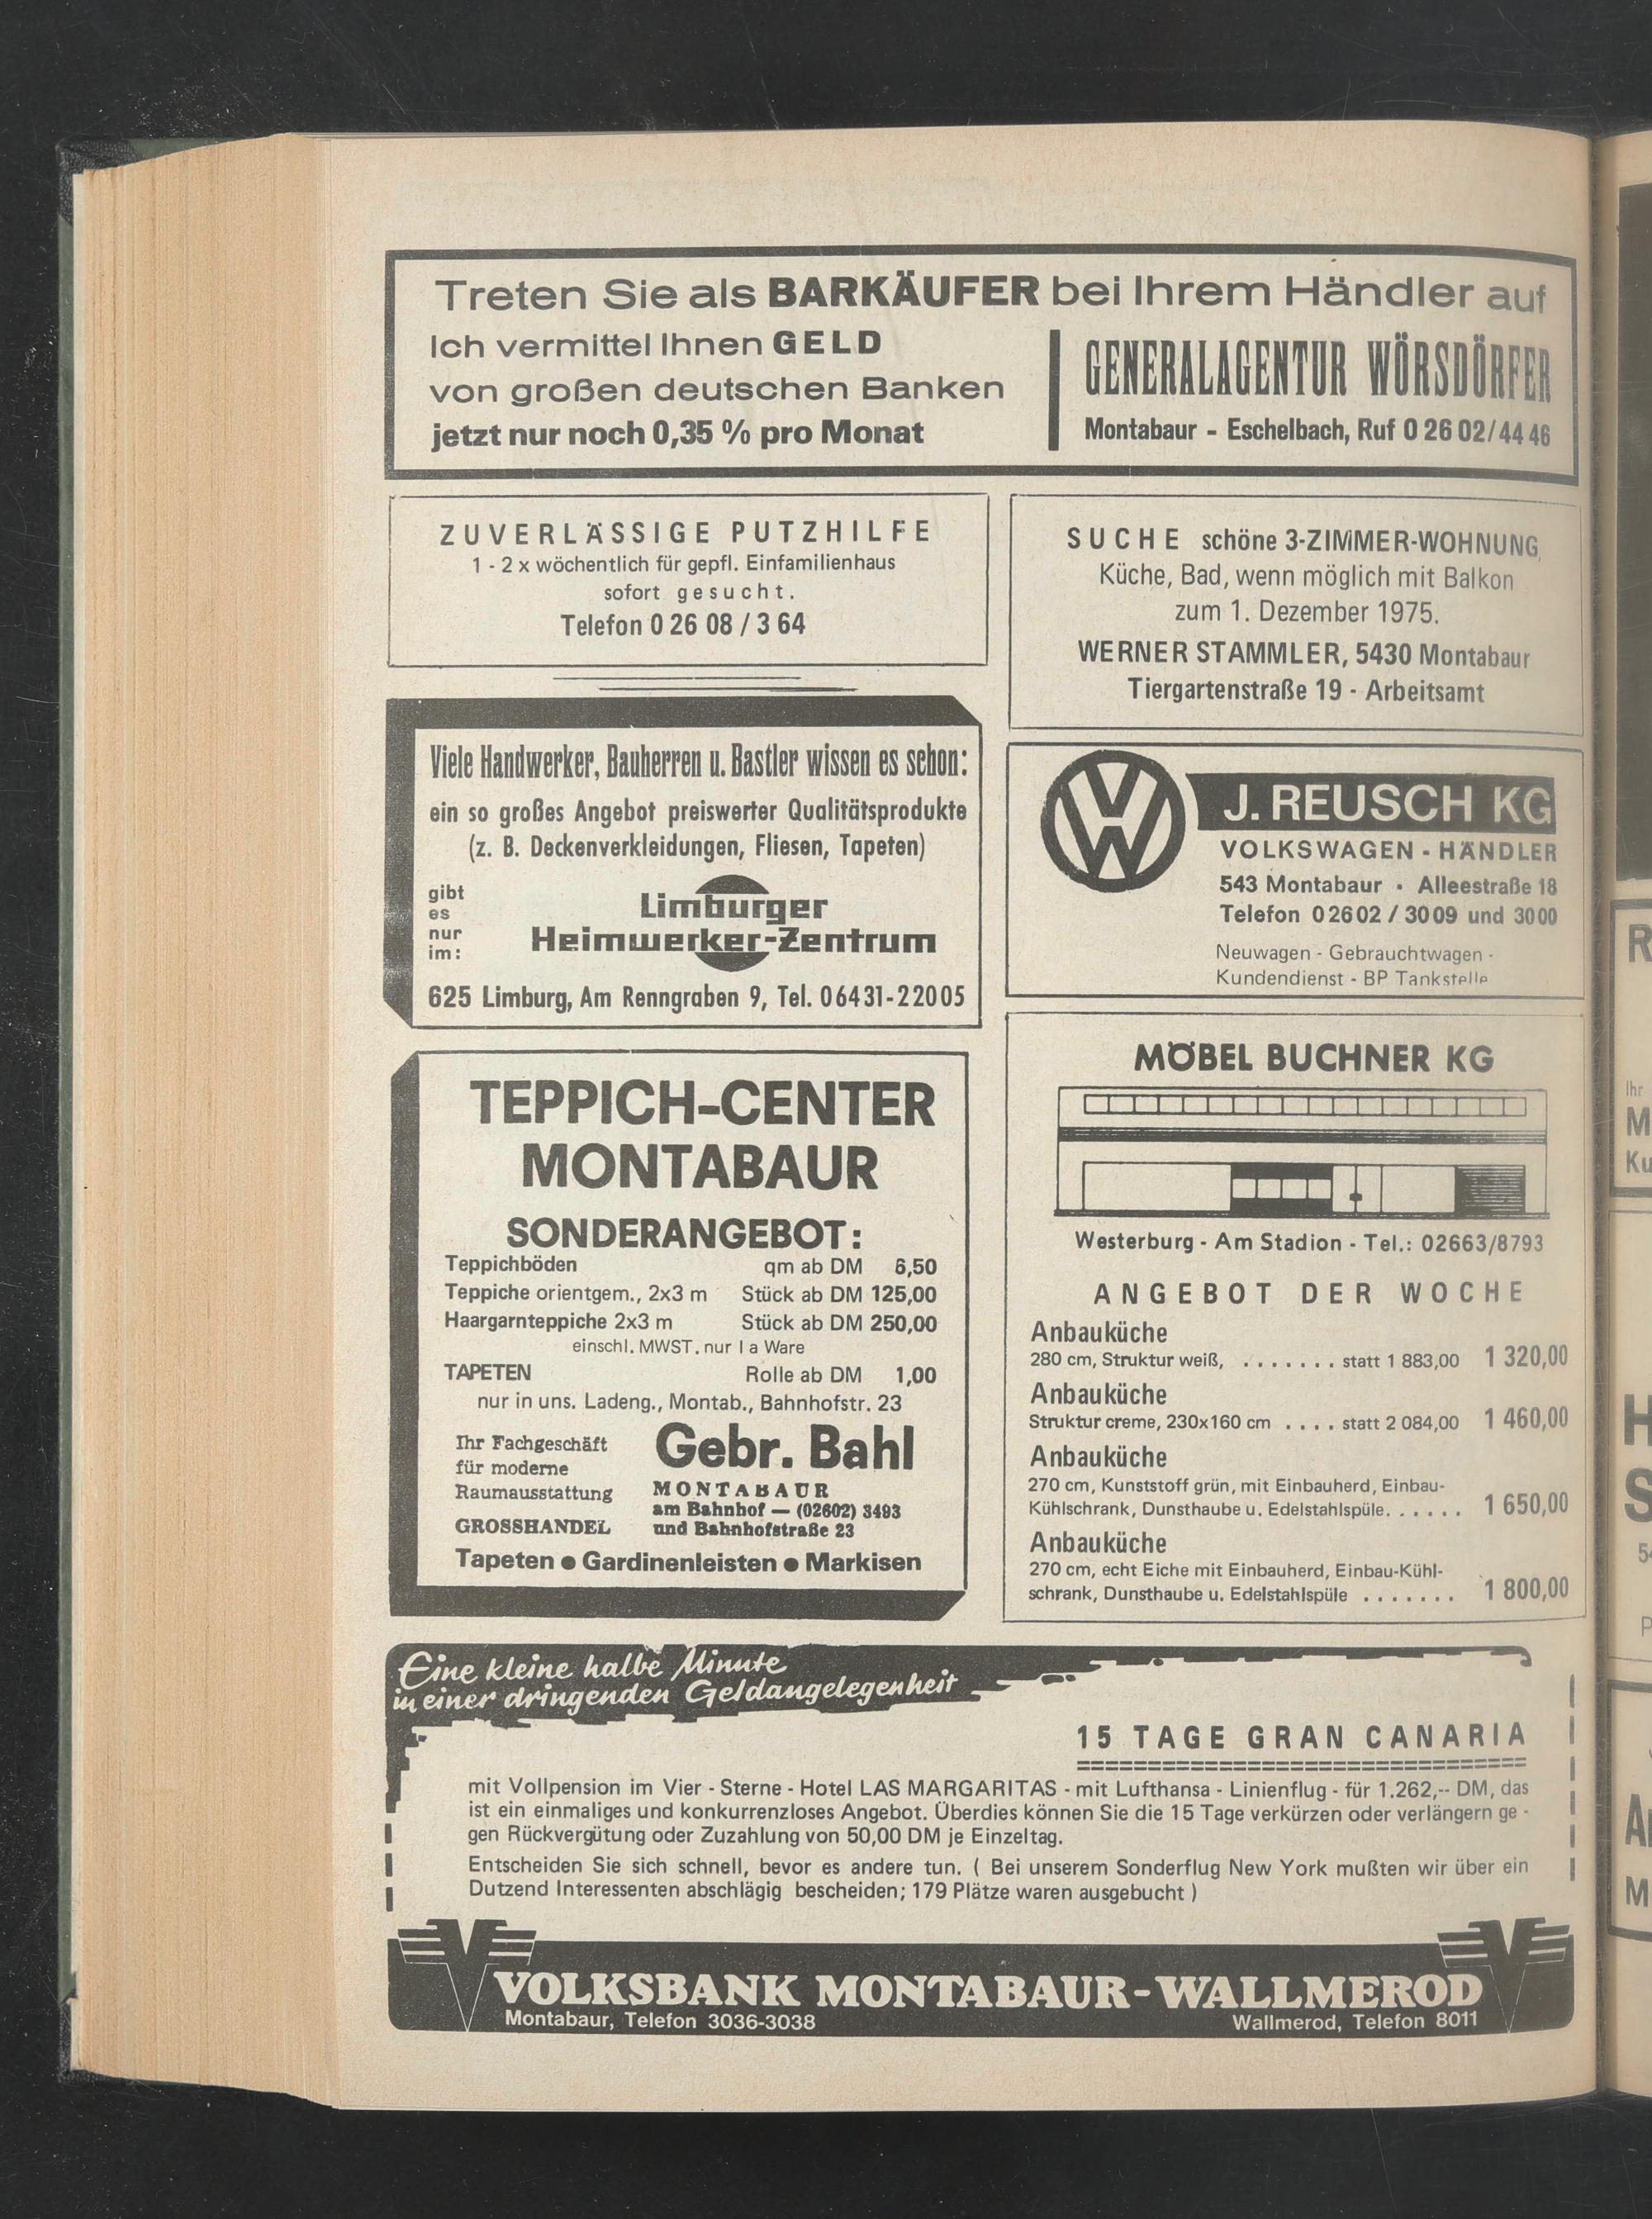 Treten Sie als BARKÄUFER bei Ihrem Händler auf
Ich vermittel Ihnen GELD
von großen deutschen Banken
jetzt nur noch 0,35 % pro Monat
GENERALAGENTUR WÖRSDÖRFER
Montabaur - Eschelbach, Ruf 0 26 02/44 46
ZUVERLÄSSIGE PUTZHILFE
1 - 2 x wöchentlich für gepfl. Einfamilienhaus
sofort gesucht.
Telefon 0 26 08 / 3 64
SUCHE schöne 3-ZIMMER-WOHNUNG,
Küche, Bad, wenn möglich mit Balkon
zum 1. Dezember 1975.
WERNER STAMMLER, 5430 Montabaur
Tiergartenstraße 19 - Arbeitsamt
Viele Handwerker, Bauherren u. Bastler wissen es schon:
ein so großes Angebot preiswerter Qualitätsprodukte
(z. B. Deckenverkleidungen, Fliesen, Tapeten)
gibt
es
nur
im:
Limburger
Heimwerker-Zentrum
625 Limburg, Am Renngraben 9, Tel. 06431-22005
VW
J. REUSCH KG
VOLKSWAGEN - HÄNDLER
543 Montabaur • Alleestraße 18
Telefon 02602 / 3009 und 3000
Neuwagen - Gebrauchtwagen -
Kundendienst - BP Tankstelle
TEPPICH-CENTER
MONTABAUR
SONDERANGEBOT:
Teppichböden qm ab DM 6,50
Teppiche orientgem., 2x3 m Stück ab DM 125,00
Haargarnteppiche 2x3 m Stück ab DM 250,00
einschl. MWST. nur I a Ware
TAPETEN Rolle ab DM 1,00
nur in uns. Ladeng., Montab., Bahnhofstr. 23
Ihr Fachgeschäft
für moderne
Raumausstattung
GROSSHANDEL
Gebr. Bahl
MONTABAUR
am Bahnhof — (02602) 3493
und Bahnhofstraße 23
Tapeten ● Gardinenleisten ● Markisen
MÖBEL BUCHNER KG
Westerburg - Am Stadion - Tel.: 02663/8793
ANGEBOT DER WOCHE
Anbauküche
280 cm, Struktur weiß, ....... statt 1 883,00 1 320,00
Anbauküche
Struktur creme, 230x160 cm .... statt 2 084,00 1 460,00
Anbauküche
270 cm, Kunststoff grün, mit Einbauherd, Einbau-
Kühlschrank, Dunsthaube u. Edelstahlspüle. ..... 1 650,00
Anbauküche
270 cm, echt Eiche mit Einbauherd, Einbau-Kühl-
schrank, Dunsthaube u. Edelstahlspüle ....... 1 800,00
Eine kleine halbe Minute
in einer dringenden Geldangelegenheit
15 TAGE GRAN CANARIA
mit Vollpension im Vier - Sterne - Hotel LAS MARGARITAS - mit Lufthansa - Linienflug - für 1.262,-- DM, das
ist ein einmaliges und konkurrenzloses Angebot. Überdies können Sie die 15 Tage verkürzen oder verlängern ge -
gen Rückvergütung oder Zuzahlung von 50,00 DM je Einzeltag.
Entscheiden Sie sich schnell, bevor es andere tun. ( Bei unserem Sonderflug New York mußten wir über ein
Dutzend Interessenten abschlägig bescheiden; 179 Plätze waren ausgebucht )
VOLKSBANK MONTABAUR-WALLMEROD
Montabaur, Telefon 3036-3038
Wallmerod, Telefon 8011